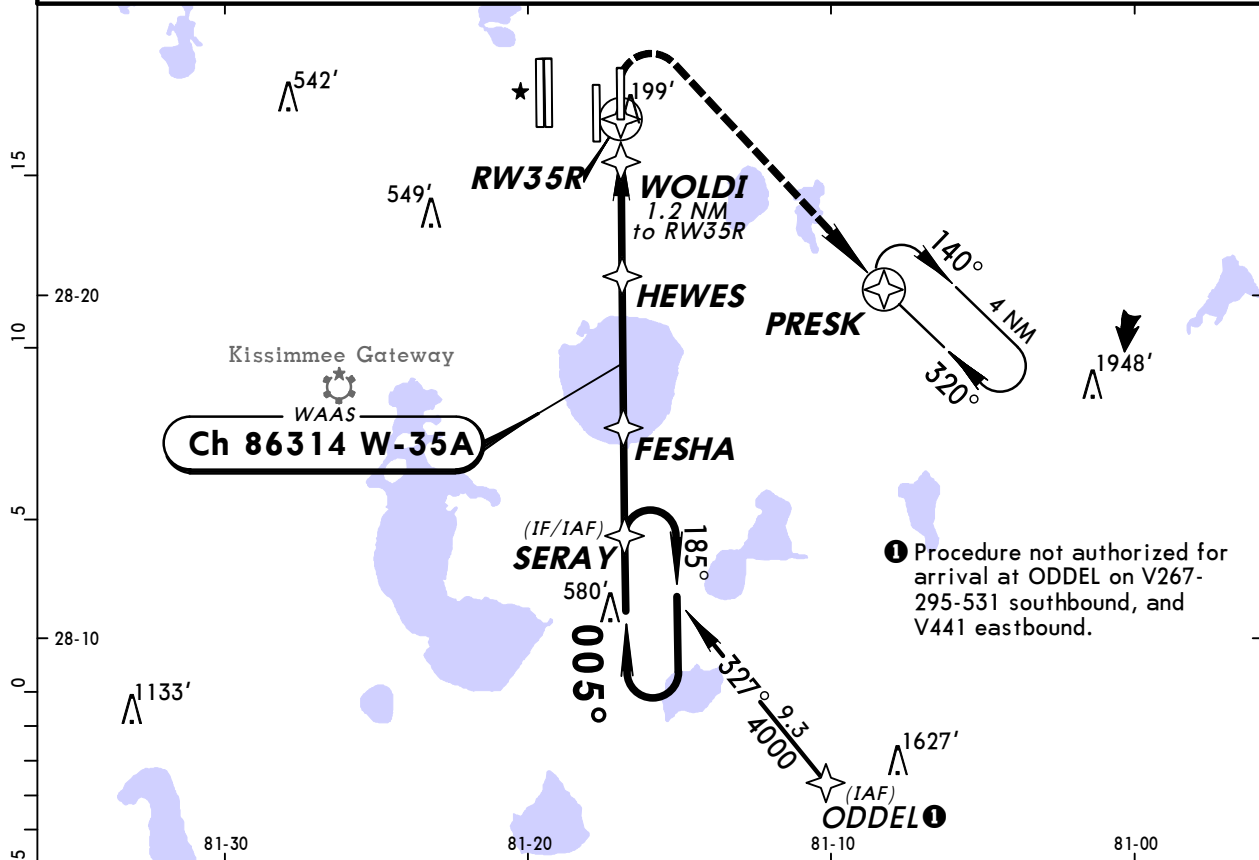 542'
199'
15
RW35R
WOLDI
1.2 NM
to RW35R
549'
140°
4 NM
28-20
HEWES
PRESK
320°
10
1948'
Kissimmee Gateway
WAAS
Ch 86314 W-35A
FESHA
5
(IF/IAF)
SERAY
185°
580'
005°
1 Procedure not authorized for
arrival at ODDEL on V267-
295-531 southbound, and
V441 eastbound.
28-10
0
1133'
327° 9.3
4000
1627'
(IAF)
ODDEL 1
5
81-30
81-20
81-10
81-00